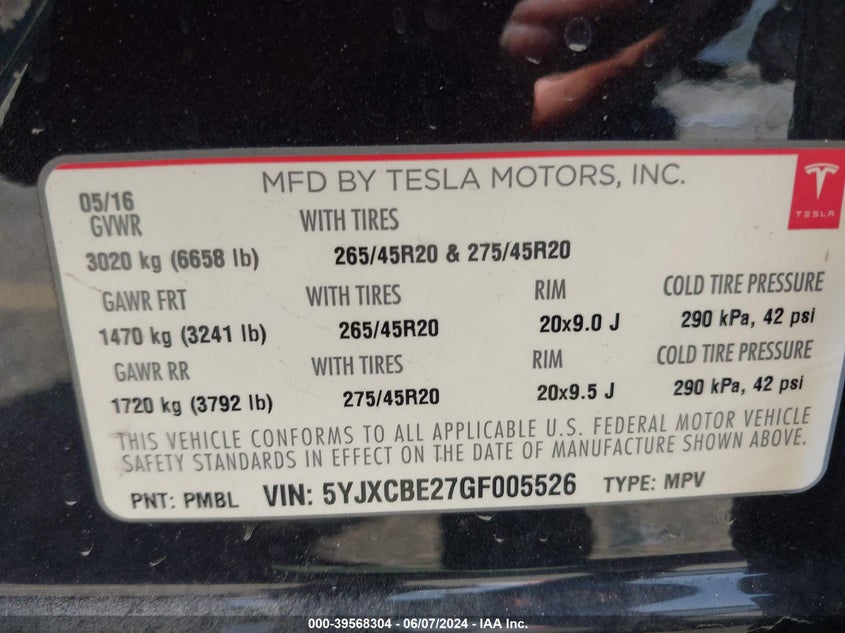 MFD BY TESLA MOTORS, INC.
TESLA
05/16
GVWR WITH TIRES
3020 kg (6658 lb) 265/45R20 & 275/45R20
GAWR FRT WITH TIRES RIM COLD TIRE PRESSURE
1470 kg (3241 lb) 265/45R20 20x9.0 J 290 kPa, 42 psi
GAWR RR WITH TIRES RIM COLD TIRE PRESSURE
1720 kg (3792 lb) 275/45R20 20x9.5 J 290 kPa, 42 psi
THIS VEHICLE CONFORMS TO ALL APPLICABLE U.S. FEDERAL MOTOR VEHICLE
SAFETY STANDARDS IN EFFECT ON THE DATE OF MANUFACTURE SHOWN ABOVE.
PNT: PMBL VIN: 5YJXCBE27GF005526 TYPE: MPV
000-39568304 / 06/07/2024 - IAA Inc.